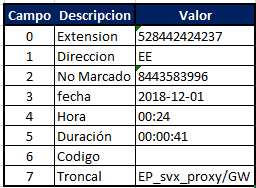 Campo Descripcion Valor
0 Extension 528442424237
1 Direccion EE
2 No Marcado 8443583996
3 fecha 2018-12-01
4 Hora 00:24
5 Duración 00:00:41
6 Codigo
7 Troncal EP_svx_proxy/GW